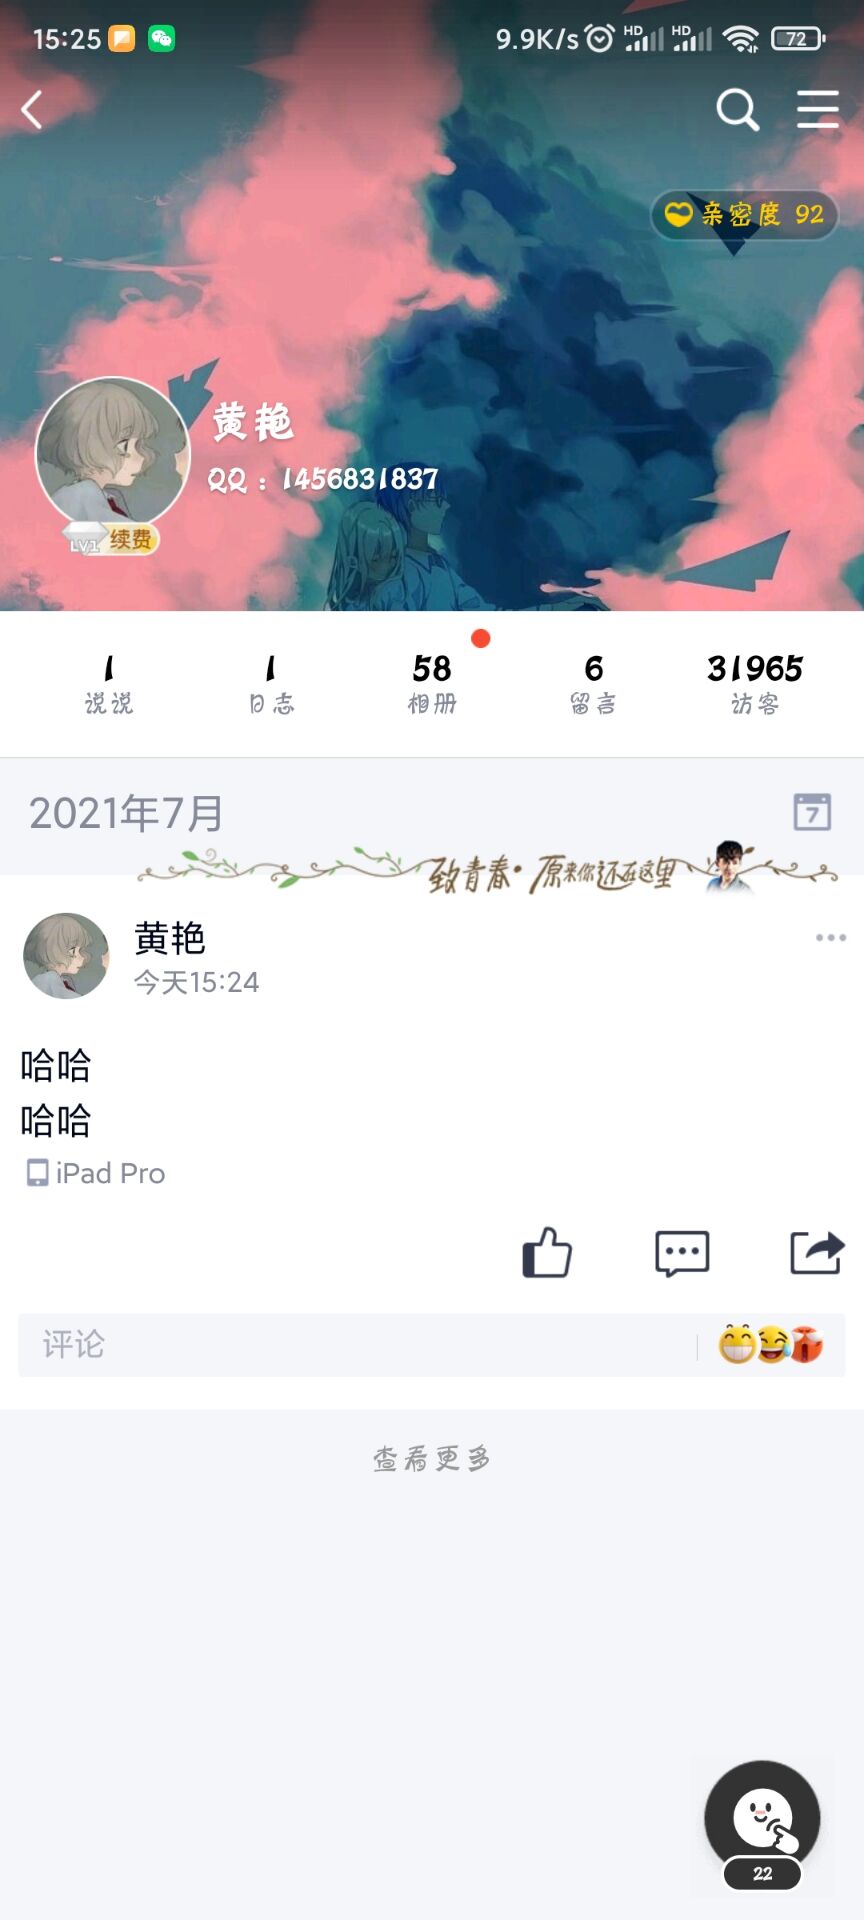 15:25 9.9K/s HD HD 72
亲密度 92
黄艳
QQ：1456831837
LV1 续费
1 1 58 6 31965
说说 日志 相册 留言 访客
2021年7月 7
致青春·原来你还在这里
黄艳
今天15:24
哈哈
哈哈
iPad Pro
评论
查看更多
22